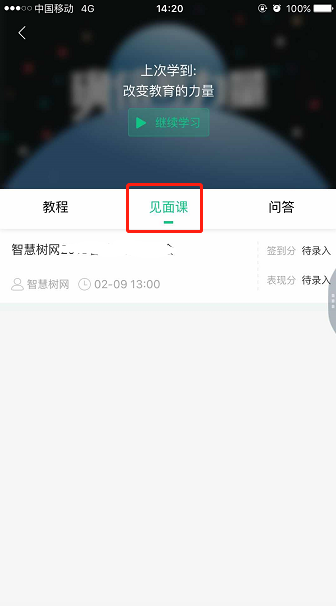 中国移动 4G 14:20 100%
上次学到:
改变教育的力量
继续学习
教程 见面课 问答
智慧树网
签到分 待录入
智慧树网 02-09 13:00
表现分 待录入